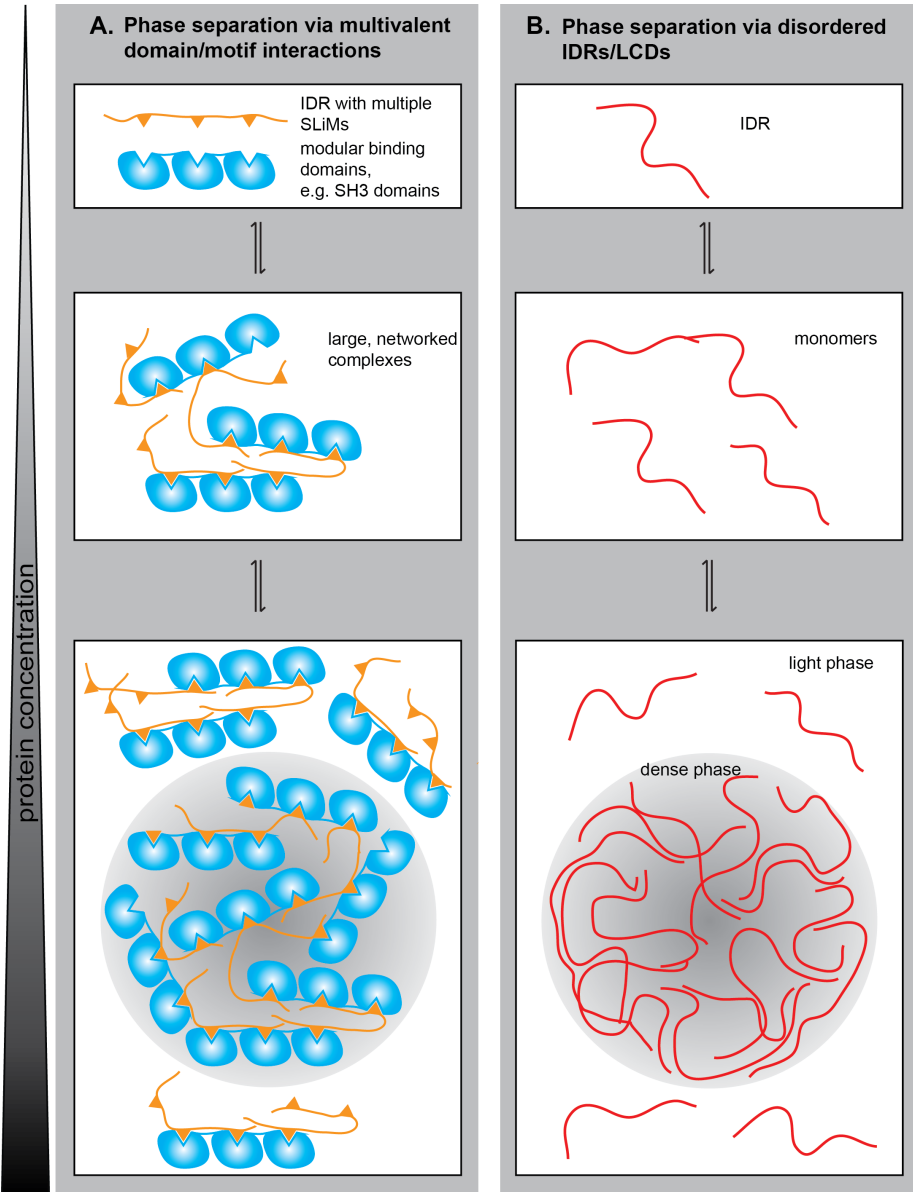 A. Phase separation via multivalent
domain/motif interactions
IDR with multiple
SLiMs
modular binding
domains,
e.g. SH3 domains
large, networked
complexes
B. Phase separation via disordered
IDRs/LCDs
IDR
monomers
light phase
dense phase
protein concentration